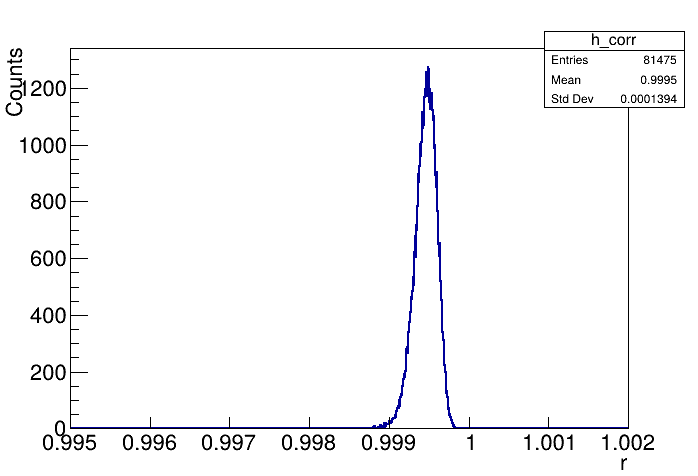 h_corr
Entries 81475
Mean 0.9995
Std Dev 0.0001394
Counts
1200
1000
800
600
400
200
0
0.995 0.996 0.997 0.998 0.999 1 1.001 1.002
r